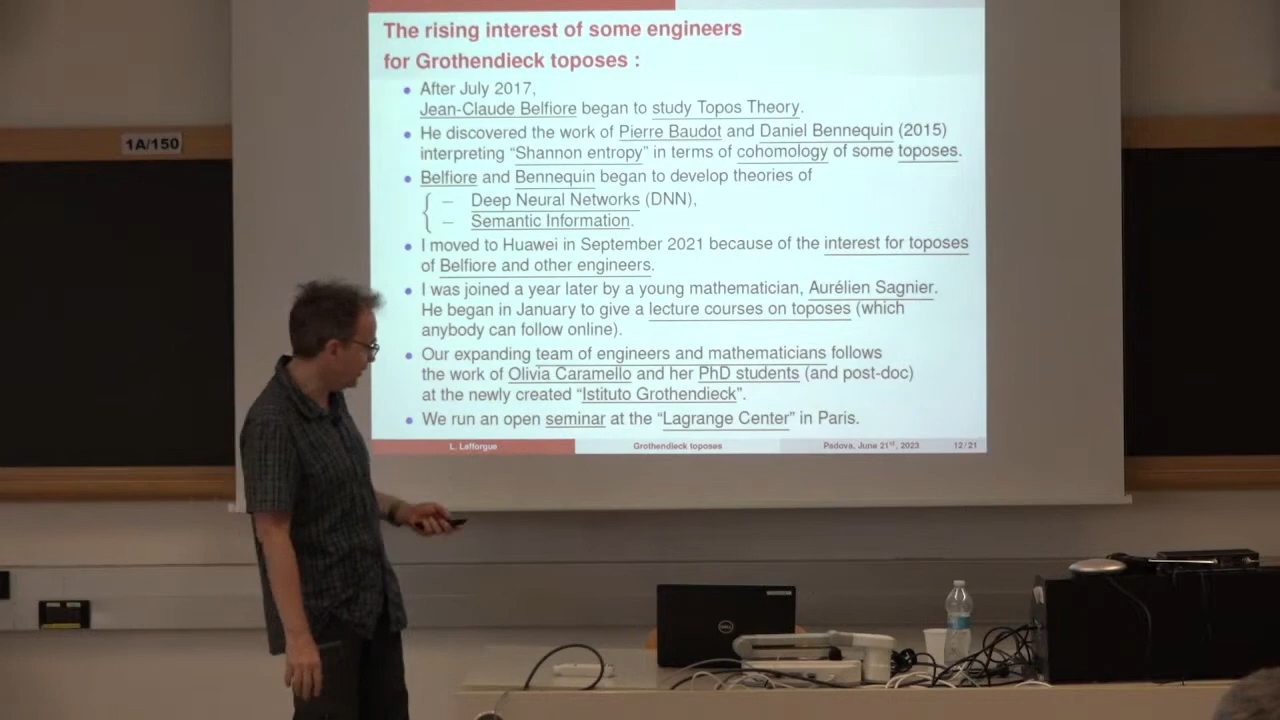 The rising interest of some engineers
for Grothendieck toposes :
• After July 2017,
Jean-Claude Belfiore began to study Topos Theory.
• He discovered the work of Pierre Baudot and Daniel Bennequin (2015)
interpreting “Shannon entropy” in terms of cohomology of some toposes.
• Belfiore and Bennequin began to develop theories of
– Deep Neural Networks (DNN),
– Semantic Information.
• I moved to Huawei in September 2021 because of the interest for toposes
of Belfiore and other engineers.
• I was joined a year later by a young mathematician, Aurélien Sagnier.
He began in January to give a lecture courses on toposes (which
anybody can follow online).
• Our expanding team of engineers and mathematicians follows
the work of Olivia Caramello and her PhD students (and post-doc)
at the newly created “Istituto Grothendieck”.
• We run an open seminar at the “Lagrange Center” in Paris.
L. Lafforgue Grothendieck toposes Padova, June 21st, 2023 12/21
1A/150
DELL